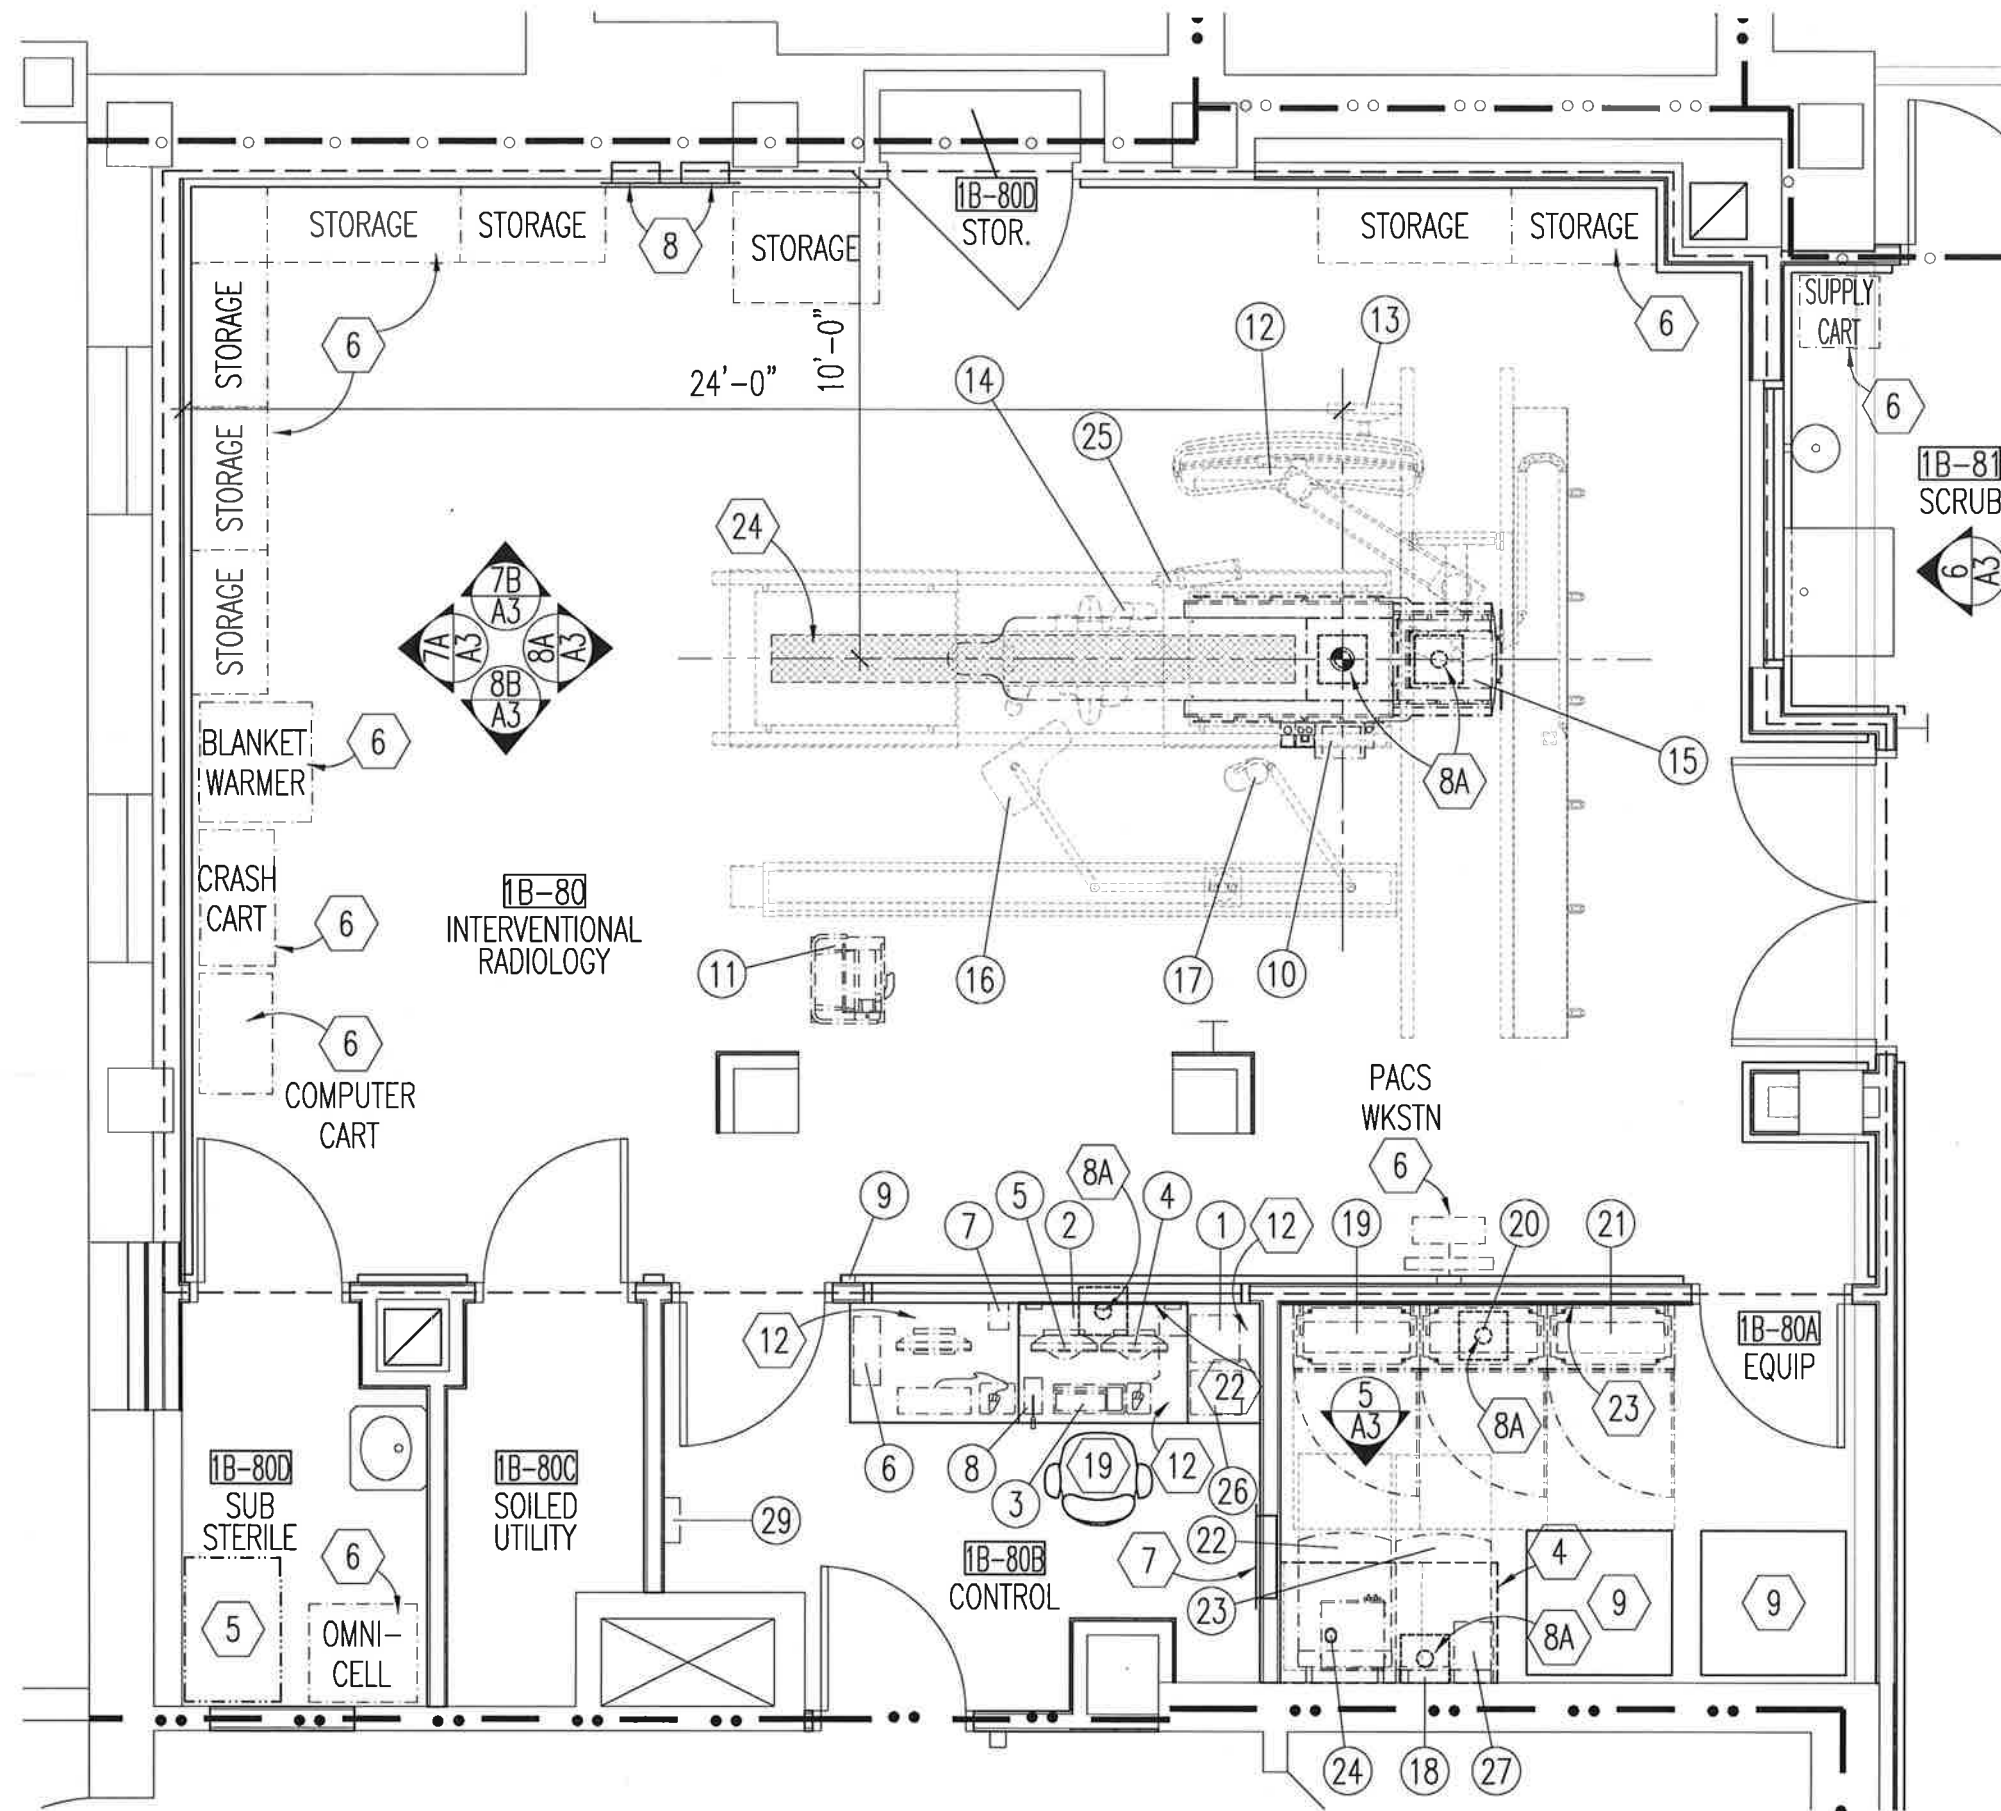 1B-80D
STOR.
STORAGE
STORAGE
8
STORAGE
STORAGE
STORAGE
SUPPLY
CART
6
6
6
STORAGE
STORAGE
STORAGE
24'-0"
10'-0"
12
13
14
25
24
1B-81
SCRUB
6
A3
7B
A3
7A
A3
8A
A3
8B
A3
BLANKET
WARMER
6
8A
15
CRASH
CART
6
1B-80
INTERVENTIONAL
RADIOLOGY
11
16
17
10
6
COMPUTER
CART
PACS
WKSTN
6
9
7
5
2
8A
4
1
12
19
20
21
12
22
1B-80A
EQUIP
5
A3
8A
23
6
8
3
19
12
26
1B-80D
SUB
STERILE
1B-80C
SOILED
UTILITY
29
6
5
OMNI-
CELL
1B-80B
CONTROL
7
22
23
4
8A
9
9
24
18
27